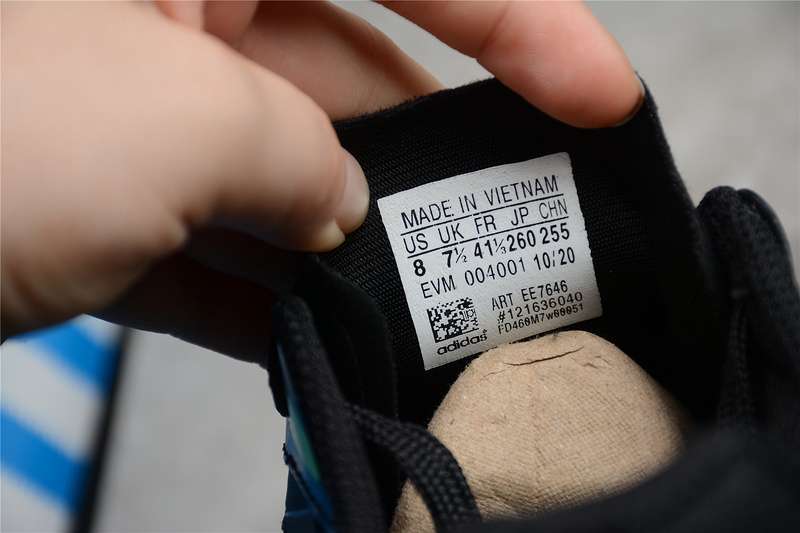 MADE IN VIETNAM
US UK FR JP CHN
8 7½ 41⅓ 260 255
EVM 004001 10/20
ART EE7646
#121636040
FD460M7W00051
adidas®